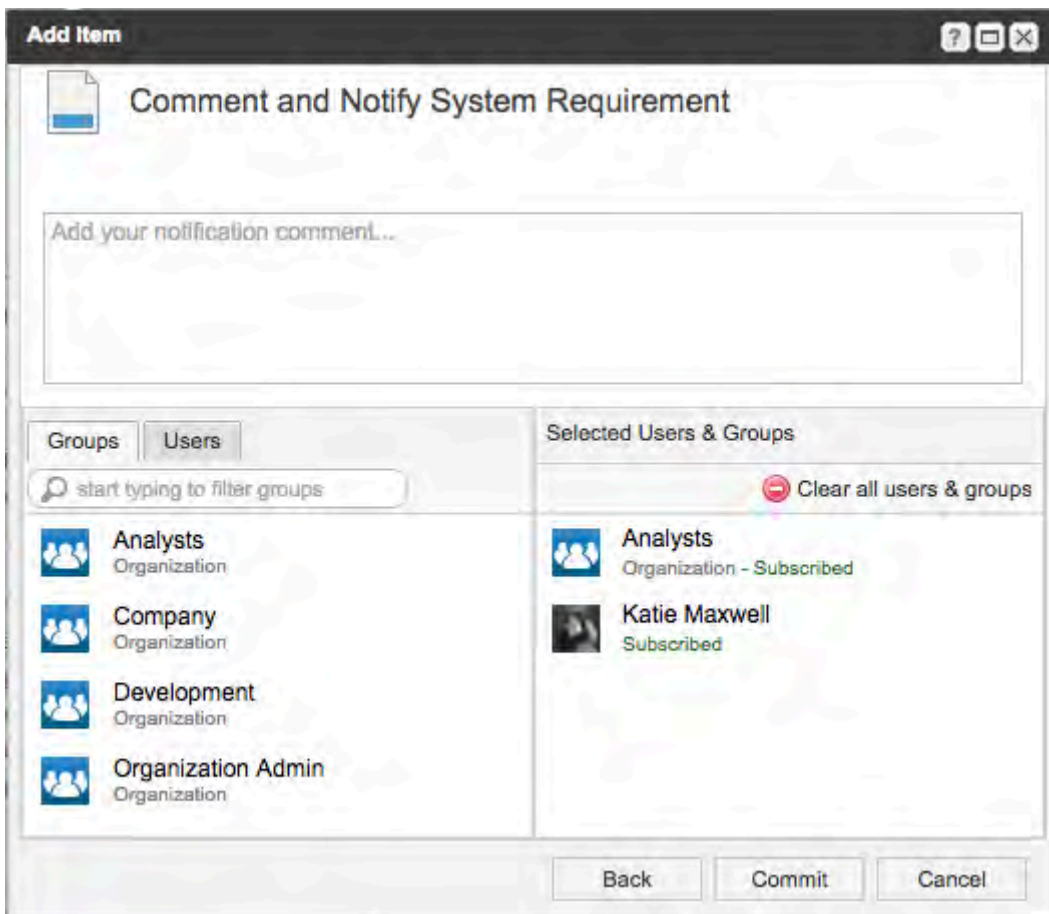 Add Item
?
Comment and Notify System Requirement
Add your notification comment...
Groups
Users
start typing to filter groups
Analysts
Organization
Company
Organization
Development
Organization
Organization Admin
Organization
Selected Users & Groups
Clear all users & groups
Analysts
Organization - Subscribed
Katie Maxwell
Subscribed
Back
Commit
Cancel